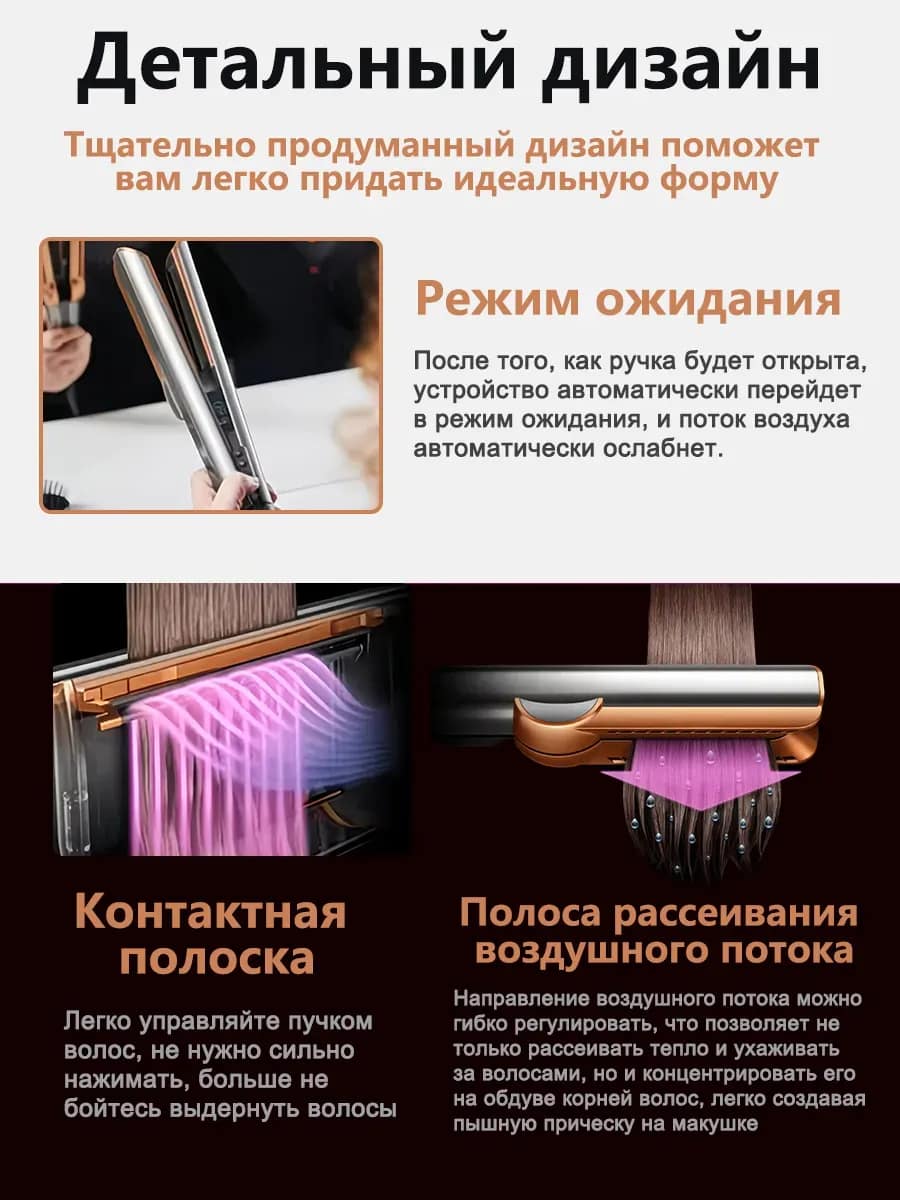 Детальный дизайн
Тщательно продуманный дизайн поможет
вам легко придать идеальную форму
Режим ожидания
После того, как ручка будет открыта,
устройство автоматически перейдет
в режим ожидания, и поток воздуха
автоматически ослабнет.
Контактная
полоска
Легко управляйте пучком
волос, не нужно сильно
нажимать, больше не
бойтесь выдернуть волосы
Полоса рассеивания
воздушного потока
Направление воздушного потока можно
гибко регулировать, что позволяет не
только рассеивать тепло и ухаживать
за волосами, но и концентрировать его
на обдуве корней волос, легко создавая
пышную прическу на макушке